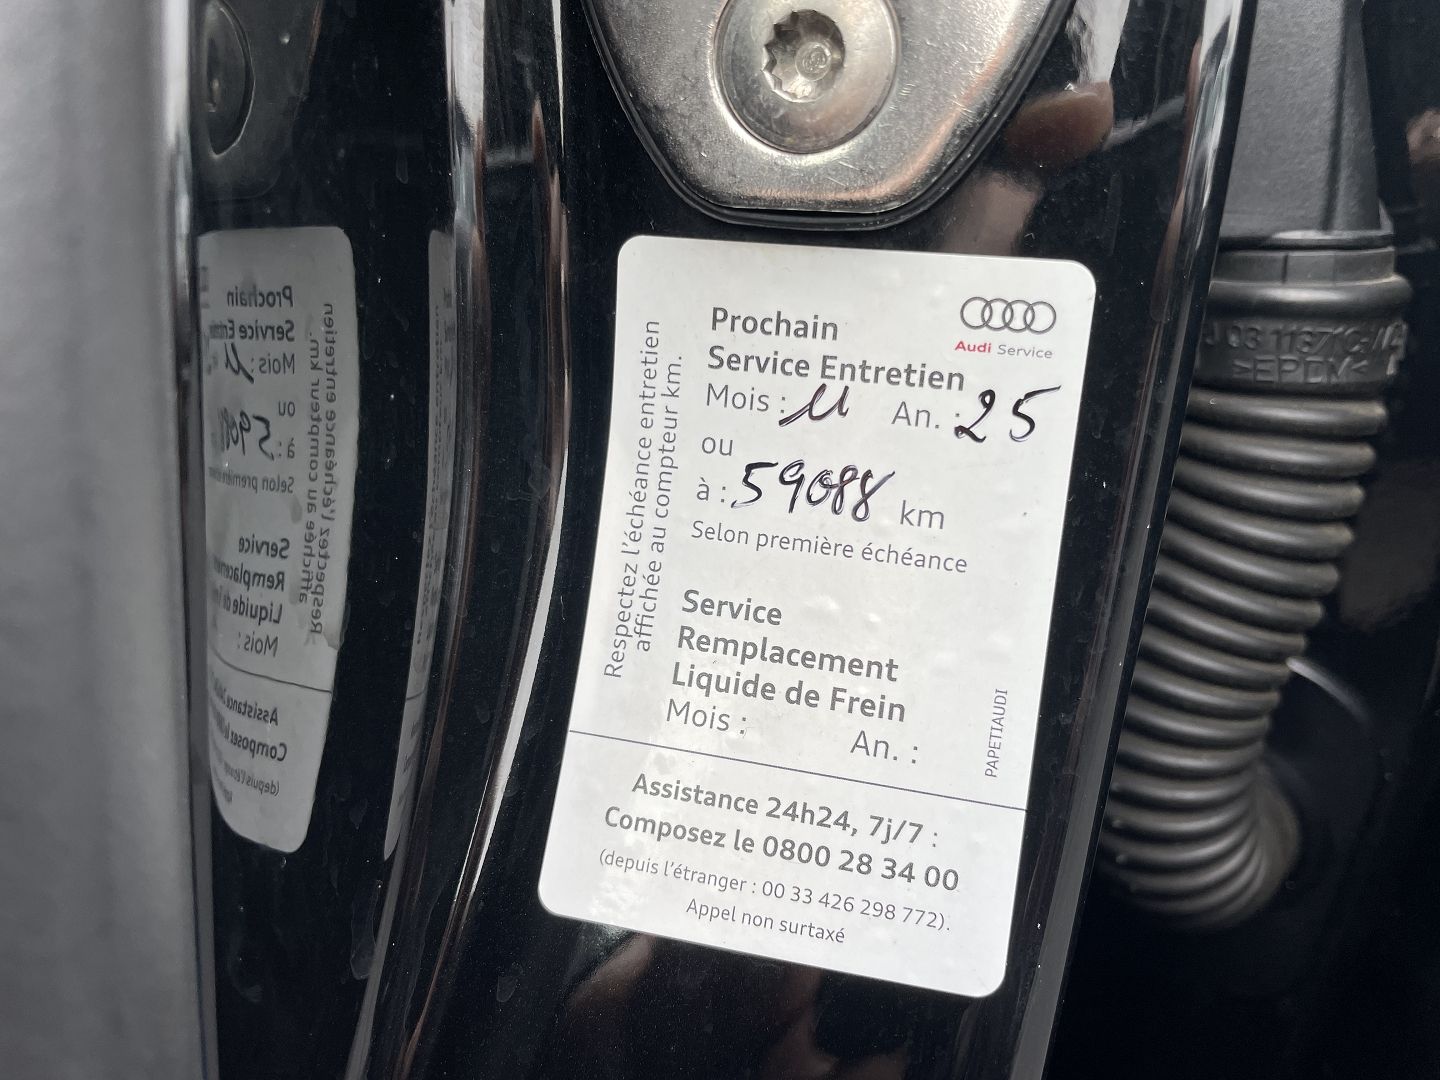 Prochain
Service Entretien
Audi Service
Mois : 11 An. : 25
ou
à : 59088 km
Selon première échéance
Respectez l'échéance entretien
affichée au compteur km.
Service
Remplacement
Liquide de Frein
Mois : An. :
PAPETIAUDI
Assistance 24h24, 7j/7 :
Composez le 0800 28 34 00
(depuis l'étranger : 00 33 426 298 772).
Appel non surtaxé
>EPDM<